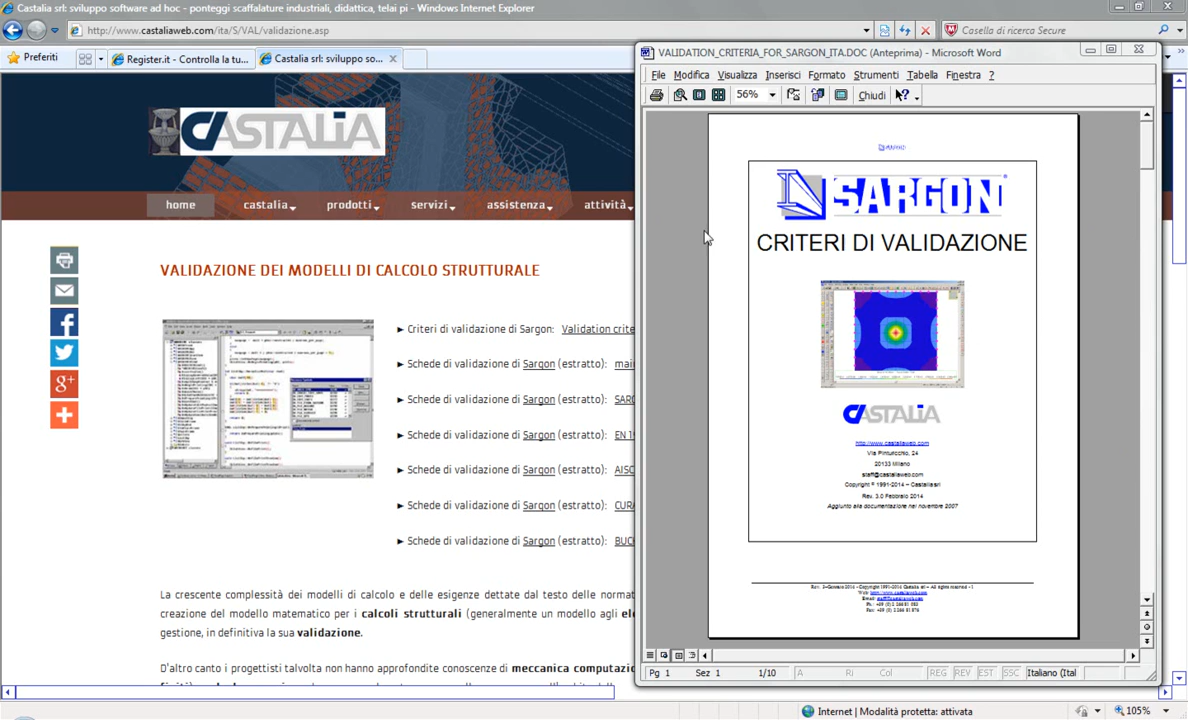 Castalia srl: sviluppo software ad hoc - ponteggi scaffalature industriali, didattica, telai pi - Windows Internet Explorer
http://www.castaliaweb.com/ita/S/VAL/validazione.asp
McAfee
Casella di ricerca Secure
Preferiti
Register.it - Controlla la tu...
Castalia srl: sviluppo so...
CASTALIA
home
castalia
prodotti
servizi
assistenza
attività
VALIDAZIONE DEI MODELLI DI CALCOLO STRUTTURALE
► Criteri di validazione di Sargon: Validation crite
► Schede di validazione di Sargon (estratto):
► Schede di validazione di Sargon (estratto): SARG
► Schede di validazione di Sargon (estratto): EN
► Schede di validazione di Sargon (estratto): AISC
► Schede di validazione di Sargon (estratto): CUR
► Schede di validazione di Sargon (estratto): BUC
La crescente complessità dei modelli di calcolo e delle esigenze dettate dal testo delle normat
creazione del modello matematico per i calcoli strutturali (generalmente un modello agli el
gestione, in definitiva la sua validazione.
D'altro canto i progettisti talvolta non hanno approfondite conoscenze di meccanica computazio
VALIDATION_CRITERIA_FOR_SARGON_ITA.DOC (Anteprima) - Microsoft Word
File Modifica Visualizza Inserisci Formato Strumenti Tabella Finestra ?
56%
Chiudi
SARGON®
CRITERI DI VALIDAZIONE
CASTALIA
http://www.castaliaweb.com
Via Pinturicchio, 24
20133 Milano
staff@castaliaweb.com
Copyright © 1991-2014 – Castalia srl
Rev. 3.0 Febbraio 2014
Aggiunto alla documentazione nel novembre 2007
Pg 1 Sez 1 1/10 A Ri Col REG REV EST SSC Italiano (Ital
Internet | Modalità protetta: attivata
105%